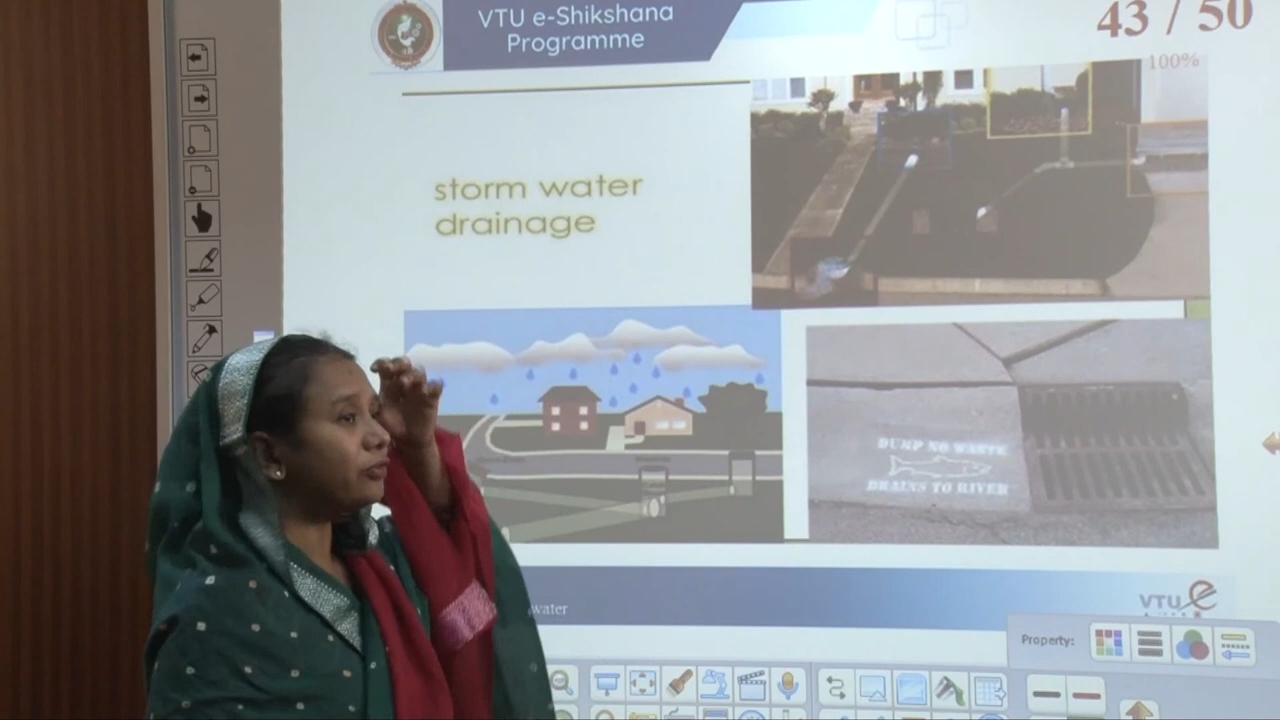 VTU e-Shikshana
Programme
43 / 50
100%
storm water
drainage
DUMP NO WASTE
DRAINS TO RIVER
water
VTU
Property: